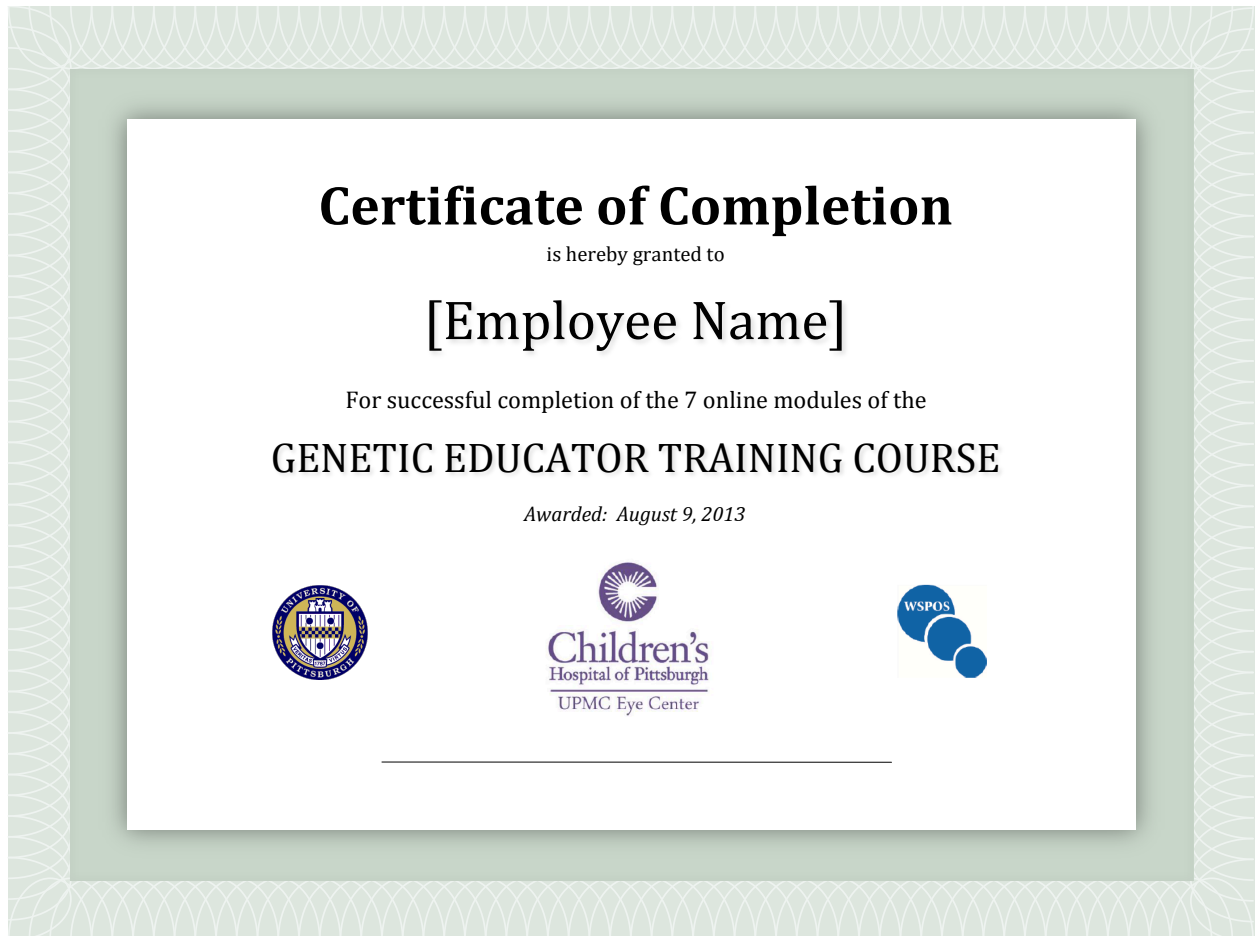 Certificate of Completion
is hereby granted to
[Employee Name]
For successful completion of the 7 online modules of the
GENETIC EDUCATOR TRAINING COURSE
Awarded: August 9, 2013
UNIVERSITY OF
PITTSBURGH
Children's
Hospital of Pittsburgh
UPMC Eye Center
WSPOS